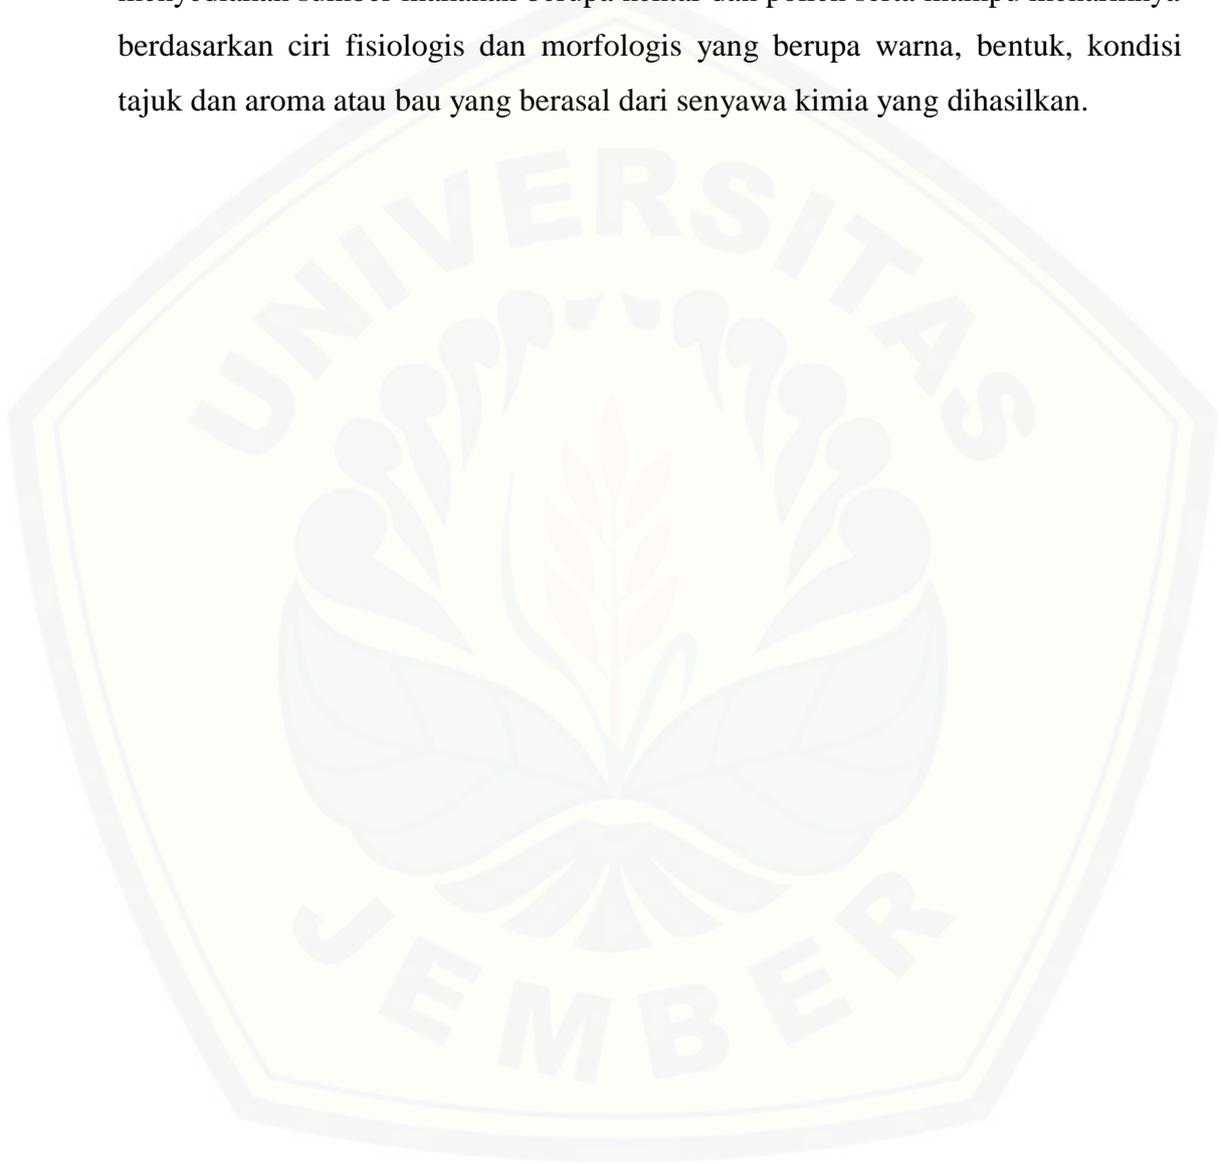 berdasarkan ciri fisiologis dan morfologis yang berupa warna, bentuk, kondisi
tajuk dan aroma atau bau yang berasal dari senyawa kimia yang dihasilkan.
UNIVERSITAS
JEMBER